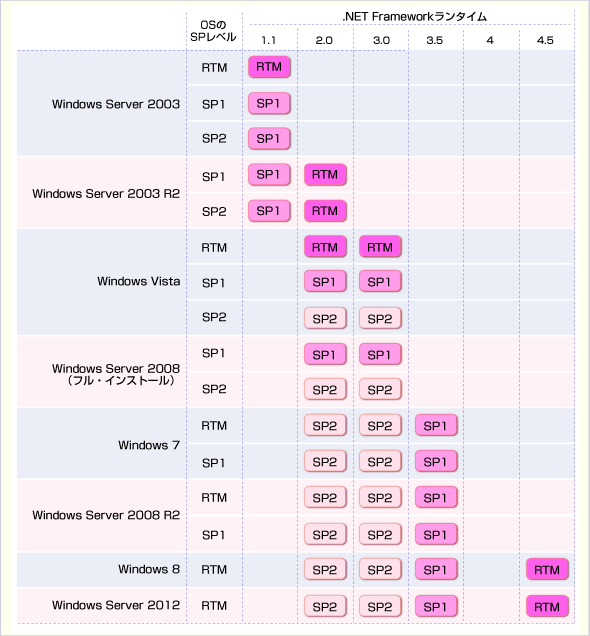 OSの
SPレベル
.NET Frameworkランタイム
1.1 2.0 3.0 3.5 4 4.5
Windows Server 2003
RTM RTM
SP1 SP1
SP2 SP1
Windows Server 2003 R2
SP1 SP1 RTM
SP2 SP1 RTM
Windows Vista
RTM RTM RTM
SP1 SP1 SP1
SP2 SP2 SP2
Windows Server 2008
（フル・インストール）
SP1 SP1 SP1
SP2 SP2 SP2
Windows 7
RTM SP2 SP2 SP1
SP1 SP2 SP2 SP1
Windows Server 2008 R2
RTM SP2 SP2 SP1
SP1 SP2 SP2 SP1
Windows 8 RTM SP2 SP2 SP1 RTM
Windows Server 2012 RTM SP2 SP2 SP1 RTM